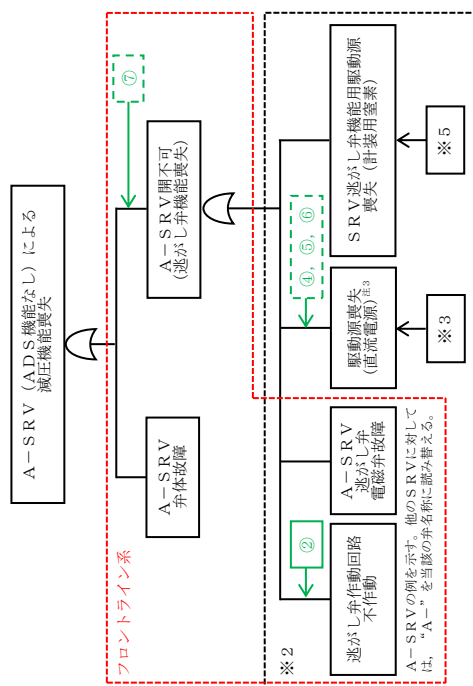 A－SRV（ADS機能なし）による
減圧機能喪失
フロントライン系
A－SRV
弁体故障
A－SRV開不可
(逃がし弁機能喪失)
⑦
※2
逃がし弁作動回路
不作動
②
A－SRV
逃がし弁
電磁弁故障
駆動源喪失
(直流電源)注3
④，⑤，⑥
SRV逃がし弁機能用駆動源
喪失（計装用窒素）
※3
※5
A－SRVの例を示す。他のSRVに対して
は，“A－”を当該の弁名称に読み替える。